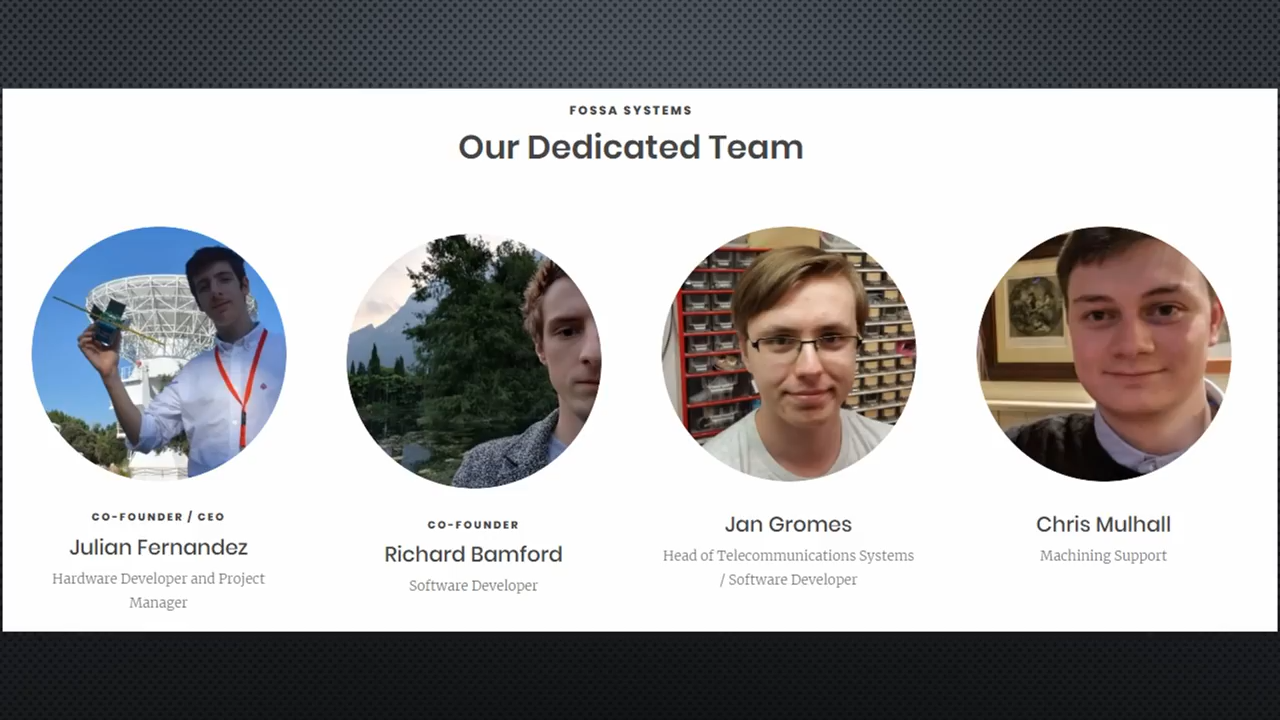 FOSSA SYSTEMS
Our Dedicated Team
CO-FOUNDER / CEO
Julian Fernandez
Hardware Developer and Project
Manager
CO-FOUNDER
Richard Bamford
Software Developer
Jan Gromes
Head of Telecommunications Systems
/ Software Developer
Chris Mulhall
Machining Support